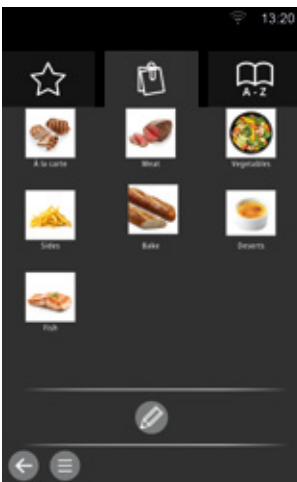 13:20
A-Z
À la carte
Meat
Vegetables
Sides
Bake
Deserts
Fish